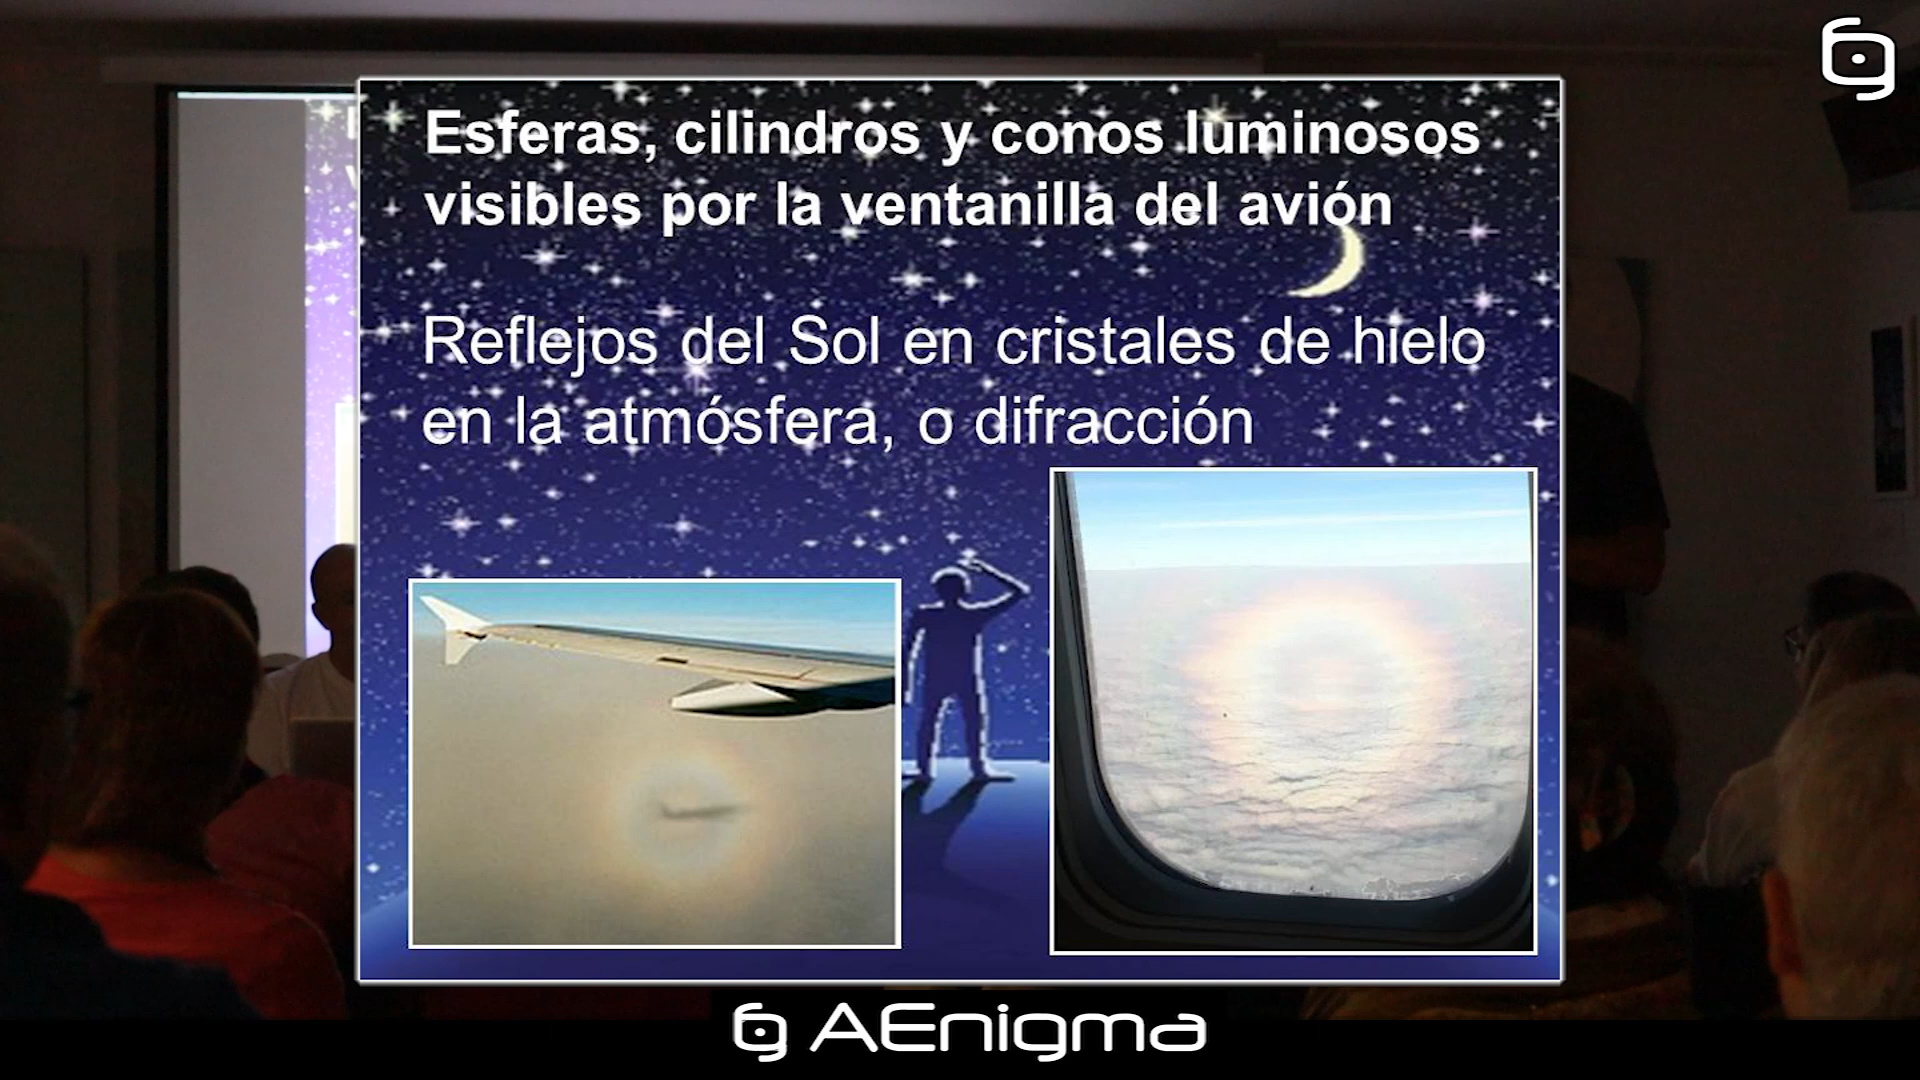 Esferas, cilindros y conos luminosos
visibles por la ventanilla del avión
Reflejos del Sol en cristales de hielo
en la atmósfera, o difracción
AEnigma